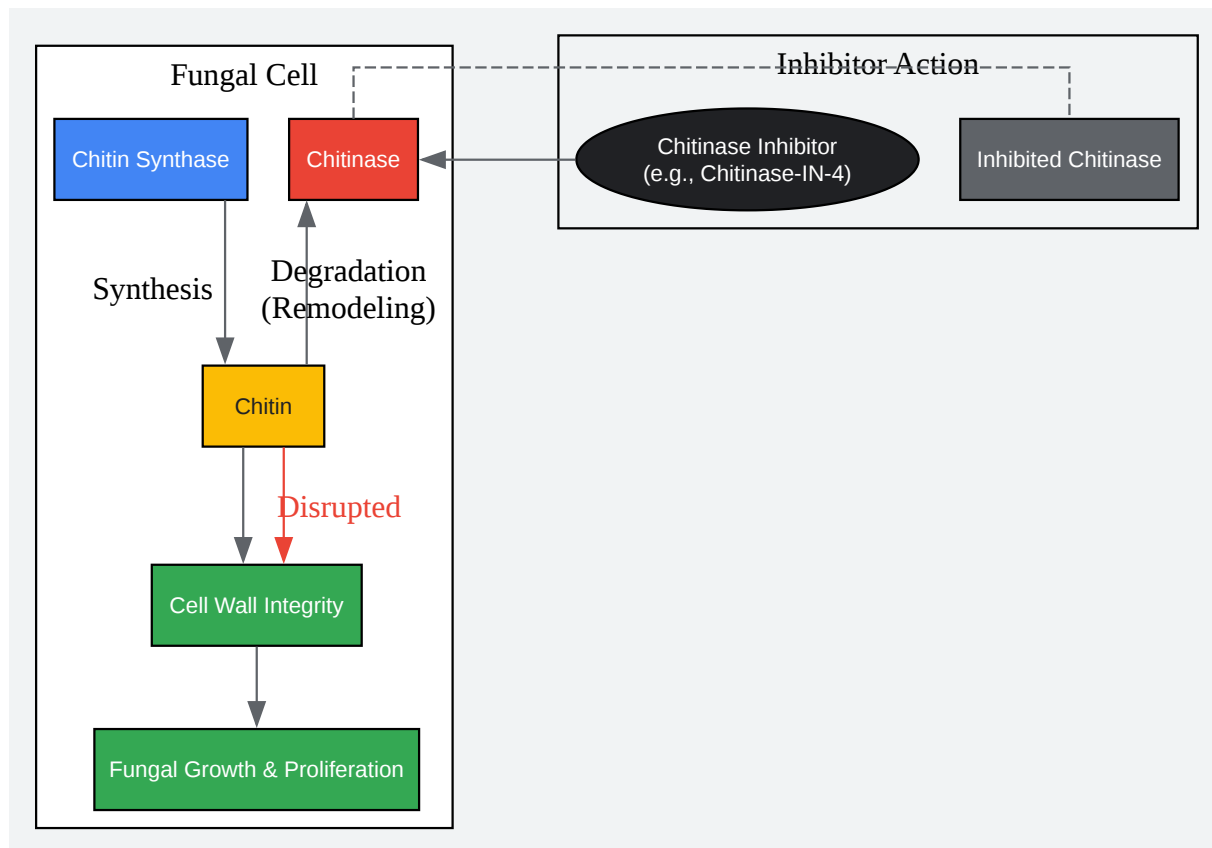 Fungal Cell
Inhibitor Action
Chitin Synthase
Chitinase
Chitinase Inhibitor
(e.g., Chitinase-IN-4)
Inhibited Chitinase
Synthesis
Degradation
(Remodeling)
Chitin
Disrupted
Cell Wall Integrity
Fungal Growth & Proliferation